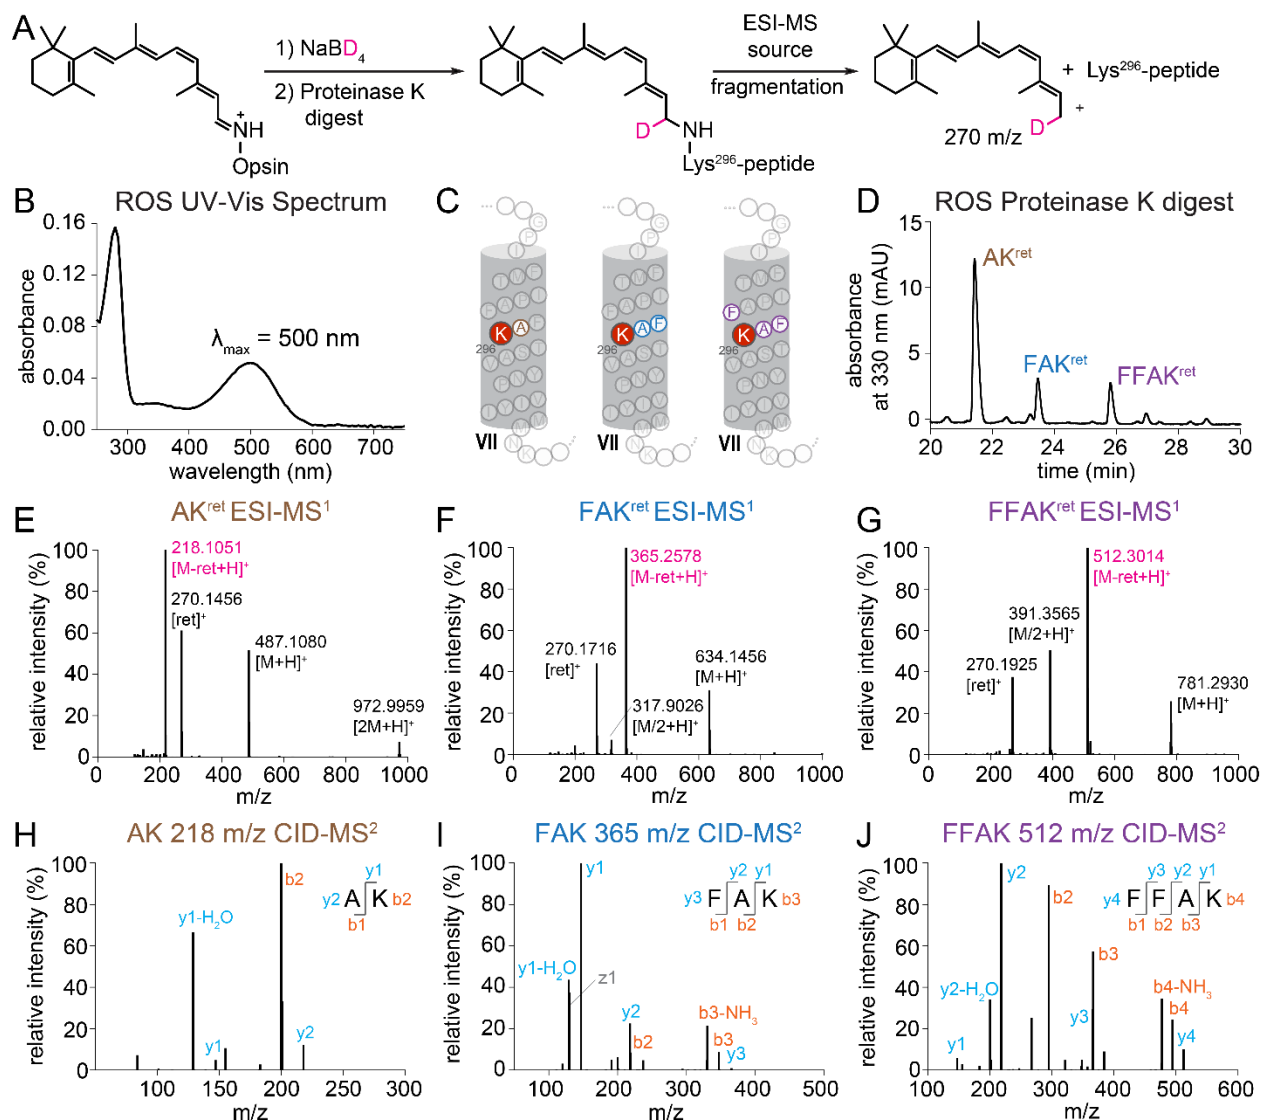 A
1) NaBD4
2) Proteinase K
digest
ESI-MS
source
fragmentation
+
NH
Opsin
D
NH
Lys296-peptide
D
270 m/z
+ Lys296-peptide
+
B
ROS UV-Vis Spectrum
absorbance
0.16
0.12
0.08
0.04
0.00
λmax = 500 nm
300 400 500 600 700
wavelength (nm)
C
K A
296
VII
K A F
296
VII
F
K A F
296
VII
D
ROS Proteinase K digest
absorbance
at 330 nm (mAU)
15
10
5
0
AKret
FAKret
FFAKret
20 22 24 26 28 30
time (min)
E
AKret ESI-MS1
relative intensity (%)
100
80
60
40
20
0
218.1051
[M-ret+H]+
270.1456
[ret]+
487.1080
[M+H]+
972.9959
[2M+H]+
0 200 400 600 800 1000
m/z
F
FAKret ESI-MS1
relative intensity (%)
100
80
60
40
20
0
365.2578
[M-ret+H]+
270.1716
[ret]+
634.1456
[M+H]+
317.9026
[M/2+H]+
0 200 400 600 800 1000
m/z
G
FFAKret ESI-MS1
relative intensity (%)
100
80
60
40
20
0
512.3014
[M-ret+H]+
391.3565
[M/2+H]+
270.1925
[ret]+
781.2930
[M+H]+
0 200 400 600 800 1000
m/z
H
AK 218 m/z CID-MS2
relative intensity (%)
100
80
60
40
20
0
y1-H2O
y1
b2
y2
y1
y2 A K b2
b1
100 200 250 300
m/z
I
FAK 365 m/z CID-MS2
relative intensity (%)
100
80
60
40
20
0
y1
y1-H2O
z1
y2
b2
b3-NH3
b3
y3
y2 y1
y3 F A K b3
b1 b2
100 200 300 400 500
m/z
J
FFAK 512 m/z CID-MS2
relative intensity (%)
100
80
60
40
20
0
y2
b2
b3
y2-H2O
y1
y3
b4-NH3
b4
y4
y3 y2 y1
y4 F F A K b4
b1 b2 b3
100 200 300 400 500 600
m/z